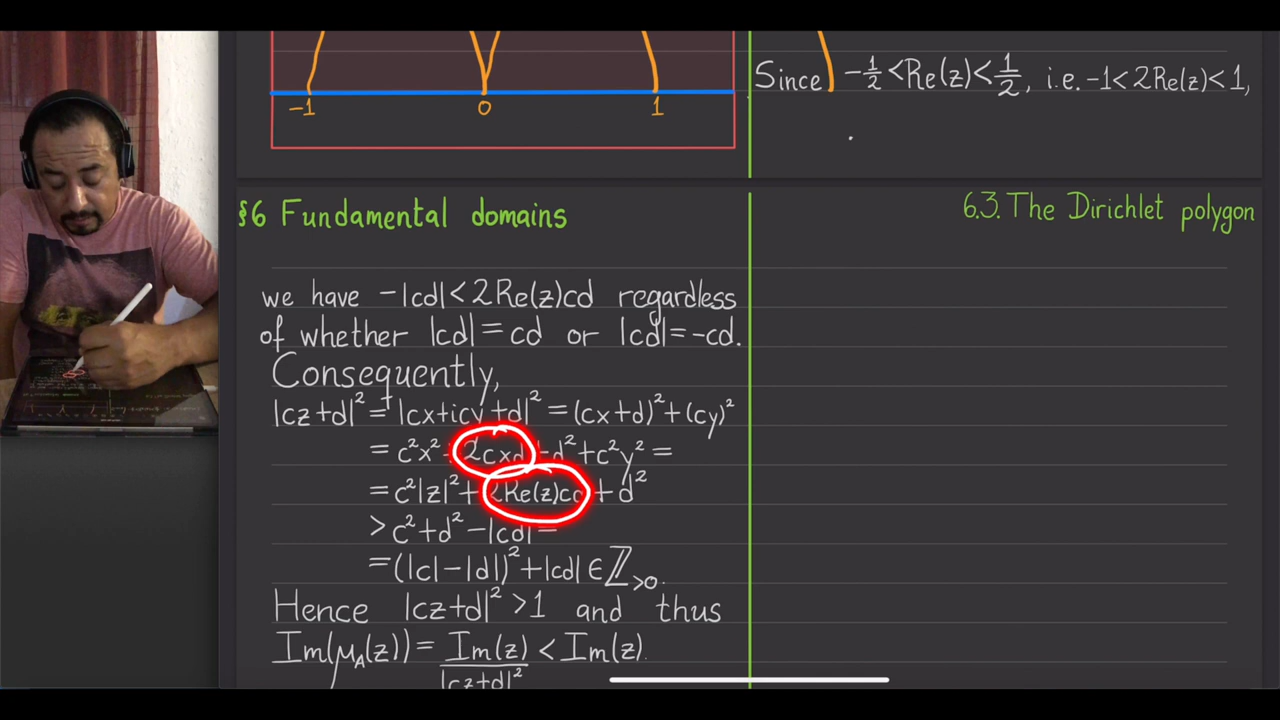 -1 0 1
Since -½ < Re(z) < ½, i.e. -1 < 2Re(z) < 1,
§6 Fundamental domains
6.3. The Dirichlet polygon
we have -|cd| < 2Re(z)cd regardless
of whether |cd| = cd or |cd| = -cd.
Consequently,
|cz+d|² = |cx+icy+d|² = (cx+d)² + (cy)²
= c²x² + 2cxd + d² + c²y² =
= c²|z|² + 2Re(z)cd + d²
> c² + d² - |cd| =
= (|c| - |d|)² + |cd| ∈ ℤ>0.
Hence |cz+d|² > 1 and thus
Im(μ_A(z)) = Im(z)/|cz+d|² < Im(z).